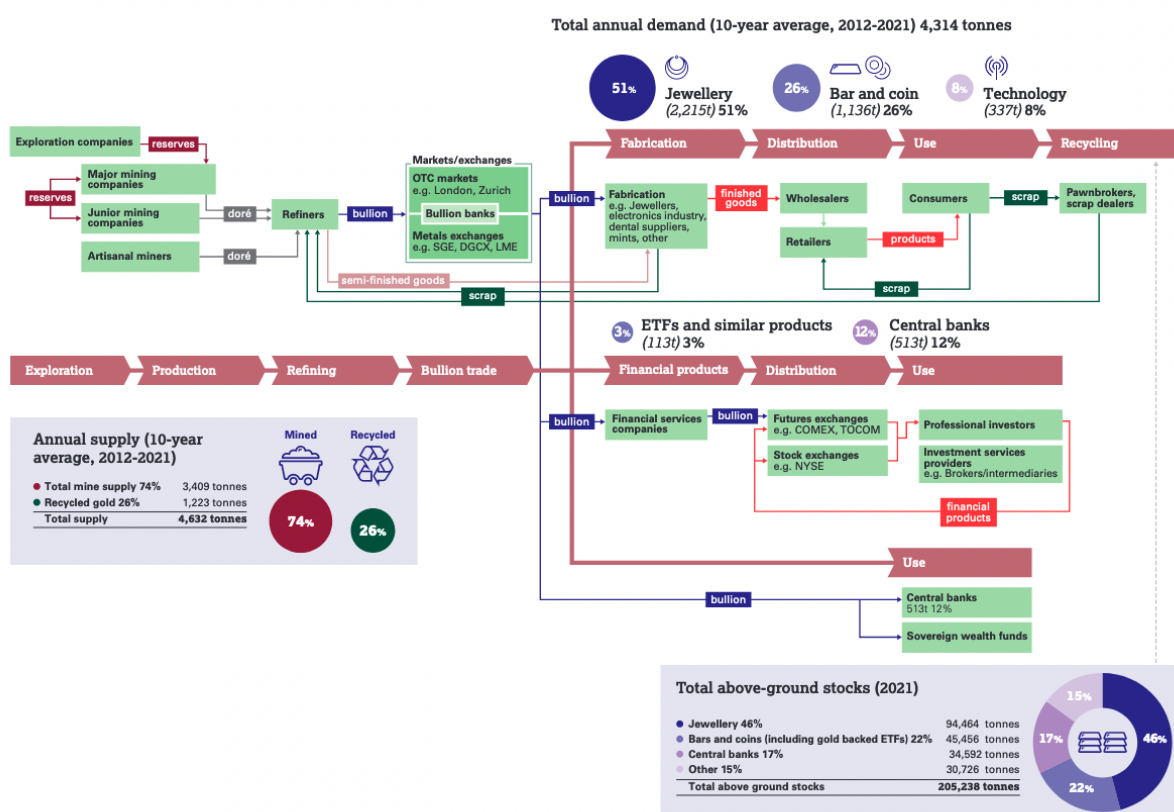 Total annual demand (10-year average, 2012-2021) 4,314 tonnes
51%
Jewellery
(2,215t) 51%
26%
Bar and coin
(1,136t) 26%
8%
Technology
(337t) 8%
Fabrication
Distribution
Use
Recycling
Exploration companies
reserves
Major mining
companies
reserves
Junior mining
companies
Artisanal miners
doré
doré
Refiners
bullion
Markets/exchanges
OTC markets
e.g. London, Zurich
Bullion banks
Metals exchanges
e.g. SGE, DGCX, LME
bullion
Fabrication
e.g. Jewellers,
electronics industry,
dental suppliers,
mints, other
finished
goods
Wholesalers
Retailers
products
Consumers
scrap
Pawnbrokers,
scrap dealers
semi-finished goods
scrap
scrap
3%
ETFs and similar products
(113t) 3%
12%
Central banks
(513t) 12%
Exploration
Production
Refining
Bullion trade
Financial products
Distribution
Use
bullion
Financial services
companies
bullion
Futures exchanges
e.g. COMEX, TOCOM
Stock exchanges
e.g. NYSE
Professional investors
Investment services
providers
e.g. Brokers/intermediaries
financial
products
Annual supply (10-year
average, 2012-2021)
Mined
Recycled
Total mine supply 74% 3,409 tonnes
Recycled gold 26% 1,223 tonnes
Total supply 4,632 tonnes
74%
26%
Use
bullion
Central banks
513t 12%
Sovereign wealth funds
Total above-ground stocks (2021)
Jewellery 46% 94,464 tonnes
Bars and coins (including gold backed ETFs) 22% 45,456 tonnes
Central banks 17% 34,592 tonnes
Other 15% 30,726 tonnes
Total above ground stocks 205,238 tonnes
15%
17%
46%
22%